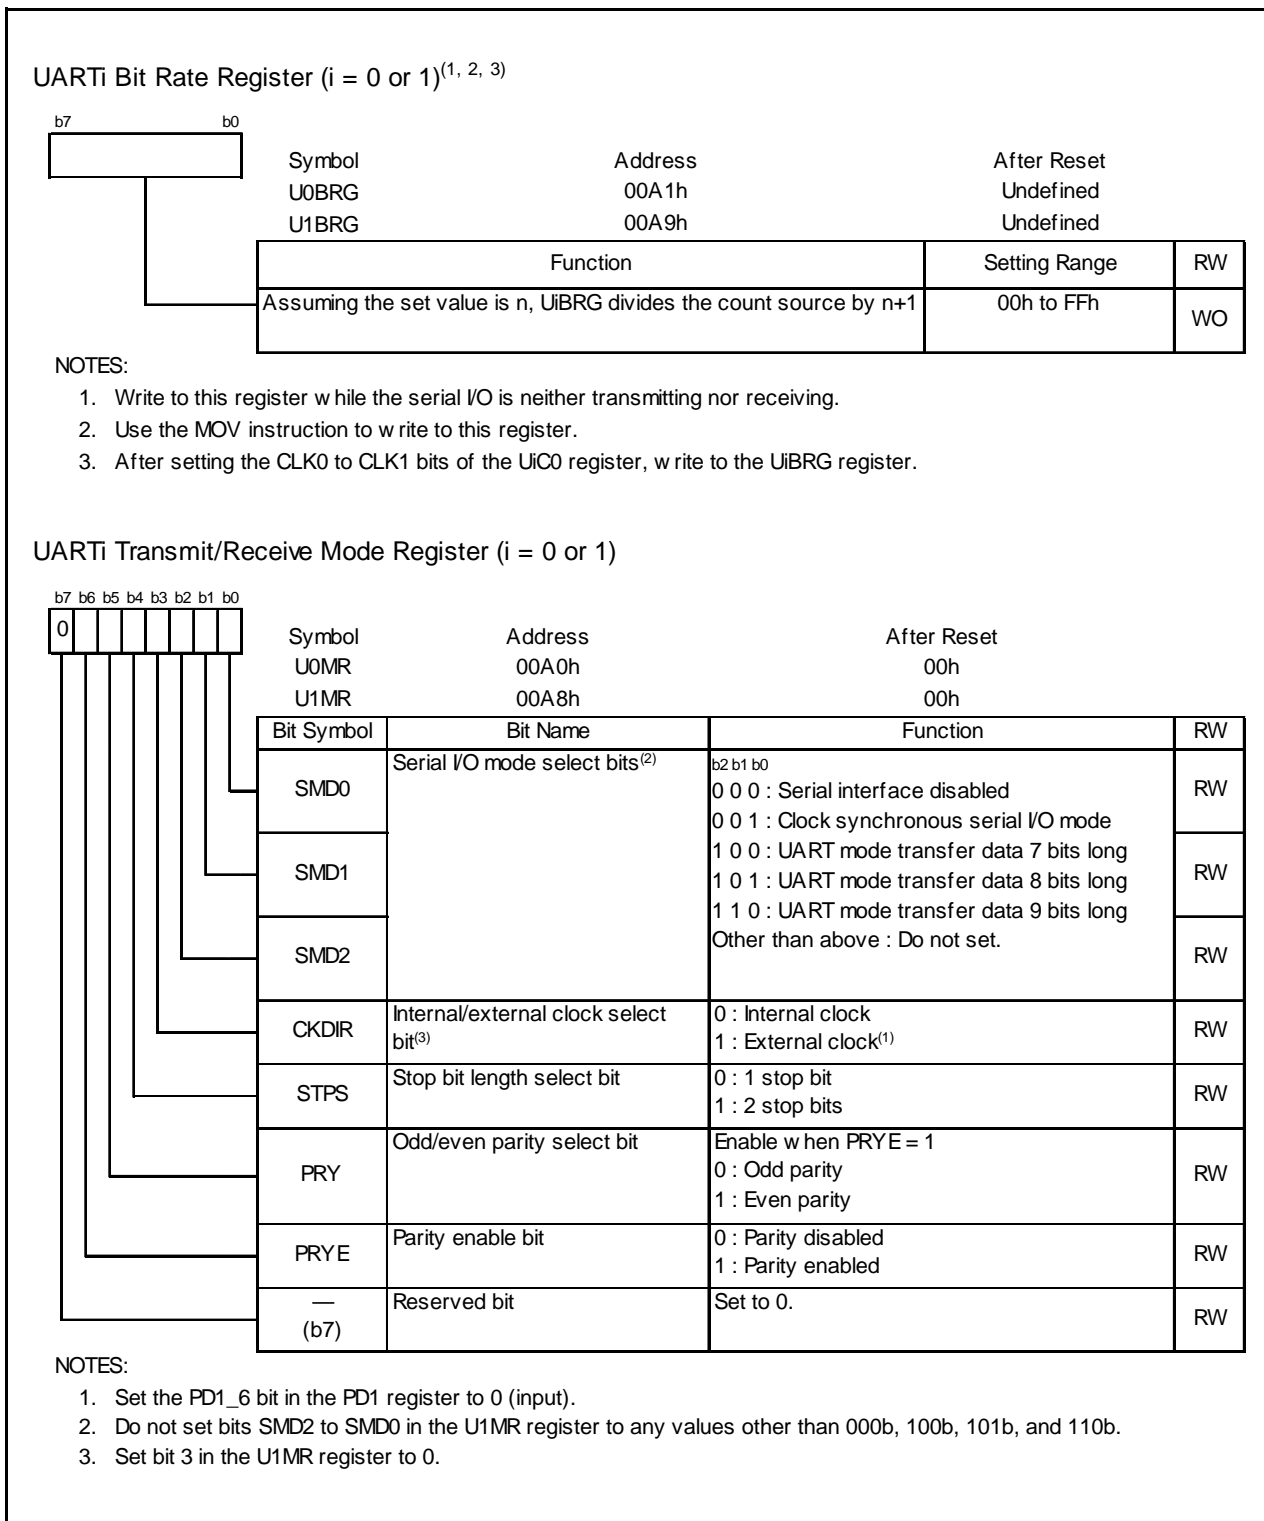 UARTi Bit Rate Register (i = 0 or 1)(1, 2, 3)
b7 b0
Symbol Address After Reset
U0BRG 00A1h Undefined
U1BRG 00A9h Undefined
Function Setting Range RW
Assuming the set value is n, UiBRG divides the count source by n+1 00h to FFh WO
NOTES:
1. Write to this register while the serial I/O is neither transmitting nor receiving.
2. Use the MOV instruction to write to this register.
3. After setting the CLK0 to CLK1 bits of the UiC0 register, write to the UiBRG register.
UARTi Transmit/Receive Mode Register (i = 0 or 1)
b7 b6 b5 b4 b3 b2 b1 b0
0
Symbol Address After Reset
U0MR 00A0h 00h
U1MR 00A8h 00h
Bit Symbol Bit Name Function RW
SMD0 Serial I/O mode select bits(2) b2 b1 b0 RW
0 0 0 : Serial interface disabled
0 0 1 : Clock synchronous serial I/O mode
SMD1 1 0 0 : UART mode transfer data 7 bits long RW
1 0 1 : UART mode transfer data 8 bits long
1 1 0 : UART mode transfer data 9 bits long
SMD2 Other than above : Do not set. RW
CKDIR Internal/external clock select 0 : Internal clock RW
bit(3) 1 : External clock(1)
STPS Stop bit length select bit 0 : 1 stop bit RW
1 : 2 stop bits
PRY Odd/even parity select bit Enable when PRYE = 1 RW
0 : Odd parity
1 : Even parity
PRYE Parity enable bit 0 : Parity disabled RW
1 : Parity enabled
— Reserved bit Set to 0. RW
(b7)
NOTES:
1. Set the PD1_6 bit in the PD1 register to 0 (input).
2. Do not set bits SMD2 to SMD0 in the U1MR register to any values other than 000b, 100b, 101b, and 110b.
3. Set bit 3 in the U1MR register to 0.